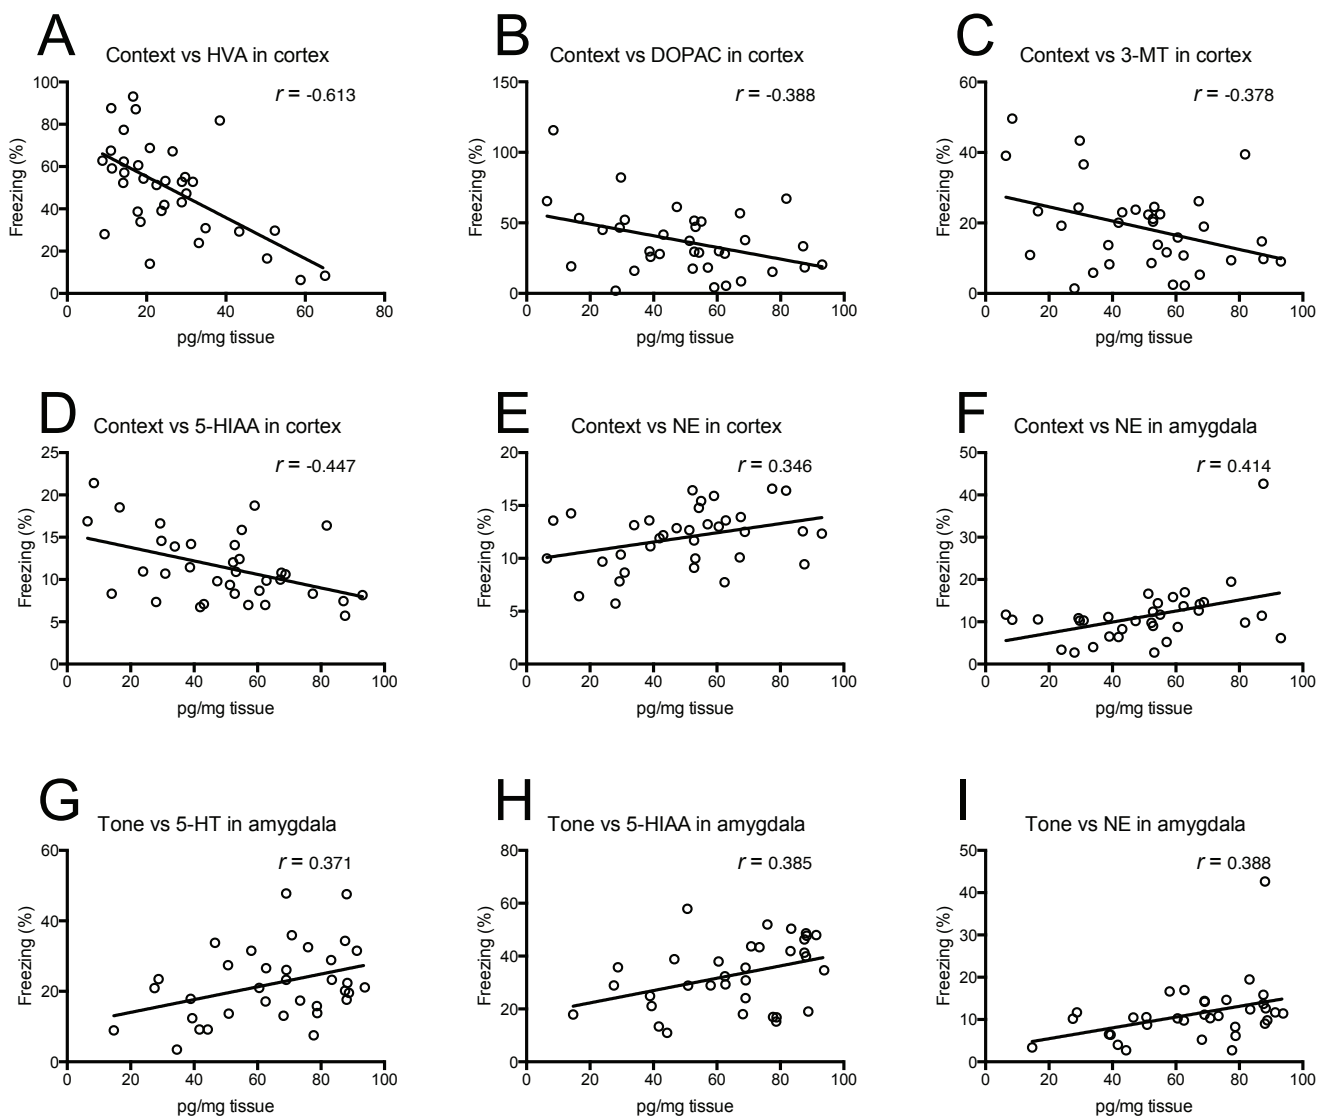 A
Context vs HVA in cortex
r = -0.613
Freezing (%)
100
80
60
40
20
0
0 20 40 60 80
pg/mg tissue
B
Context vs DOPAC in cortex
r = -0.388
Freezing (%)
150
100
50
0
0 20 40 60 80 100
pg/mg tissue
C
Context vs 3-MT in cortex
r = -0.378
Freezing (%)
60
40
20
0
0 20 40 60 80 100
pg/mg tissue
D
Context vs 5-HIAA in cortex
r = -0.447
Freezing (%)
25
20
15
10
5
0
0 20 40 60 80 100
pg/mg tissue
E
Context vs NE in cortex
r = 0.346
Freezing (%)
20
15
10
5
0
0 20 40 60 80 100
pg/mg tissue
F
Context vs NE in amygdala
r = 0.414
Freezing (%)
50
40
30
20
10
0
0 20 40 60 80 100
pg/mg tissue
G
Tone vs 5-HT in amygdala
r = 0.371
Freezing (%)
60
40
20
0
0 20 40 60 80 100
pg/mg tissue
H
Tone vs 5-HIAA in amygdala
r = 0.385
Freezing (%)
80
60
40
20
0
0 20 40 60 80 100
pg/mg tissue
I
Tone vs NE in amygdala
r = 0.388
Freezing (%)
50
40
30
20
10
0
0 20 40 60 80 100
pg/mg tissue